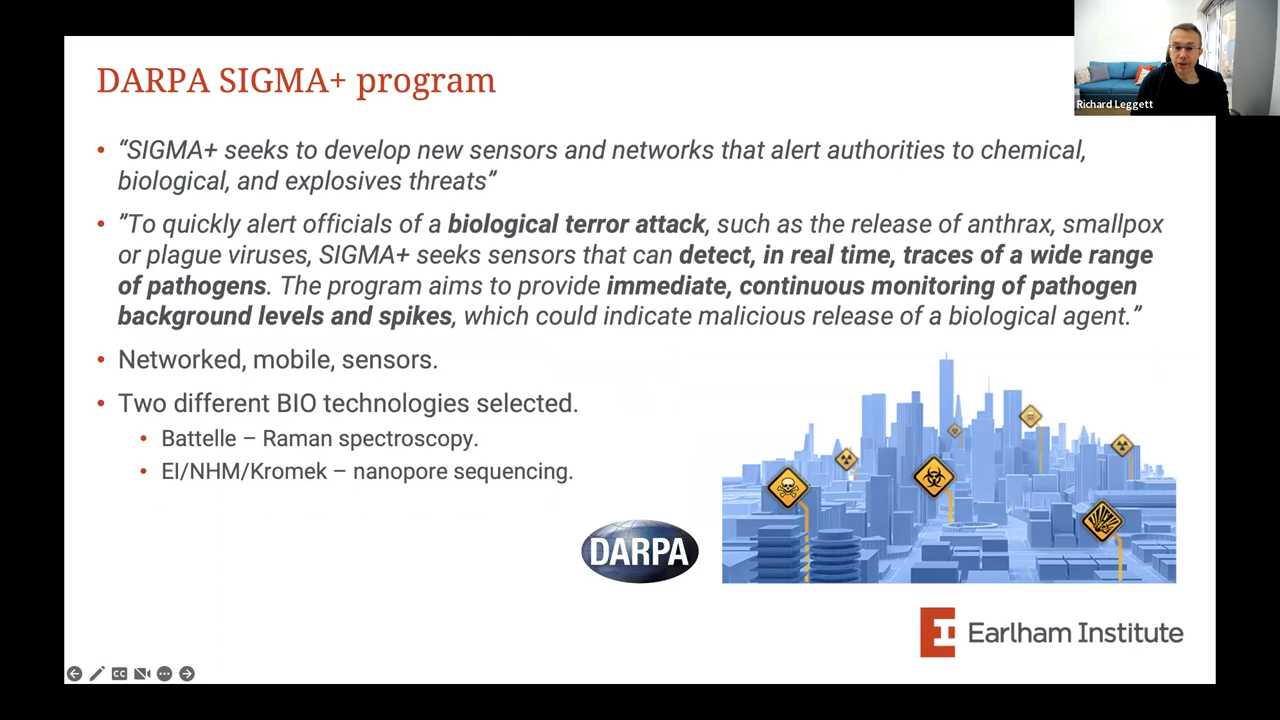 DARPA SIGMA+ program
Richard Leggett
• “SIGMA+ seeks to develop new sensors and networks that alert authorities to chemical,
biological, and explosives threats”
• ”To quickly alert officials of a biological terror attack, such as the release of anthrax, smallpox
or plague viruses, SIGMA+ seeks sensors that can detect, in real time, traces of a wide range
of pathogens. The program aims to provide immediate, continuous monitoring of pathogen
background levels and spikes, which could indicate malicious release of a biological agent.”
• Networked, mobile, sensors.
• Two different BIO technologies selected.
• Battelle – Raman spectroscopy.
• EI/NHM/Kromek – nanopore sequencing.
DARPA
EI Earlham Institute
CC